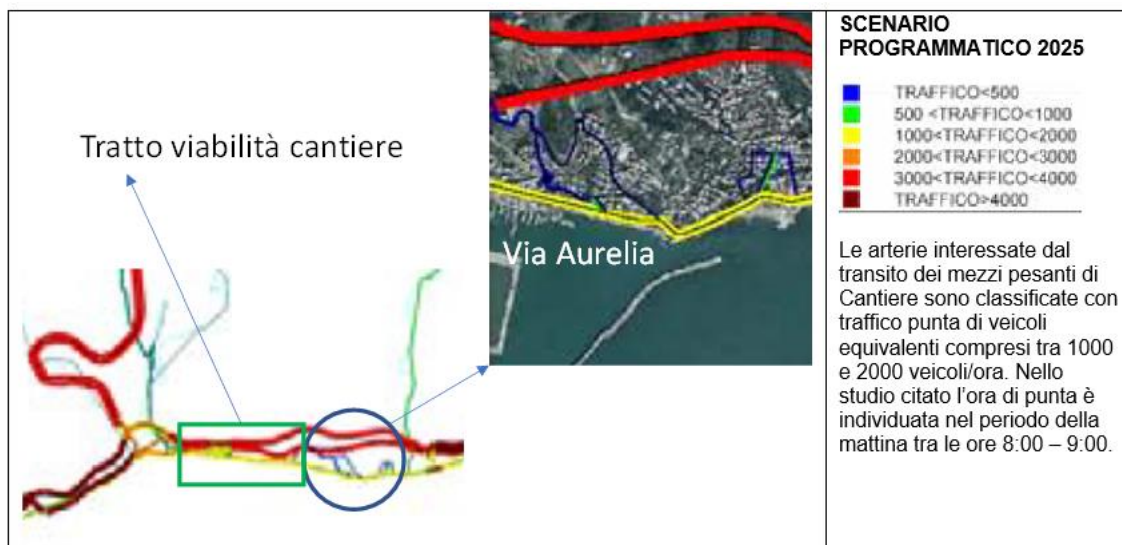 Tratto viabilità cantiere
Via Aurelia
SCENARIO
PROGRAMMATICO 2025
TRAFFICO<500
500 <TRAFFICO<1000
1000<TRAFFICO<2000
2000<TRAFFICO<3000
3000<TRAFFICO<4000
TRAFFICO>4000
Le arterie interessate dal
transito dei mezzi pesanti di
Cantiere sono classificate con
traffico punta di veicoli
equivalenti compresi tra 1000
e 2000 veicoli/ora. Nello
studio citato l’ora di punta è
individuata nel periodo della
mattina tra le ore 8:00 – 9:00.